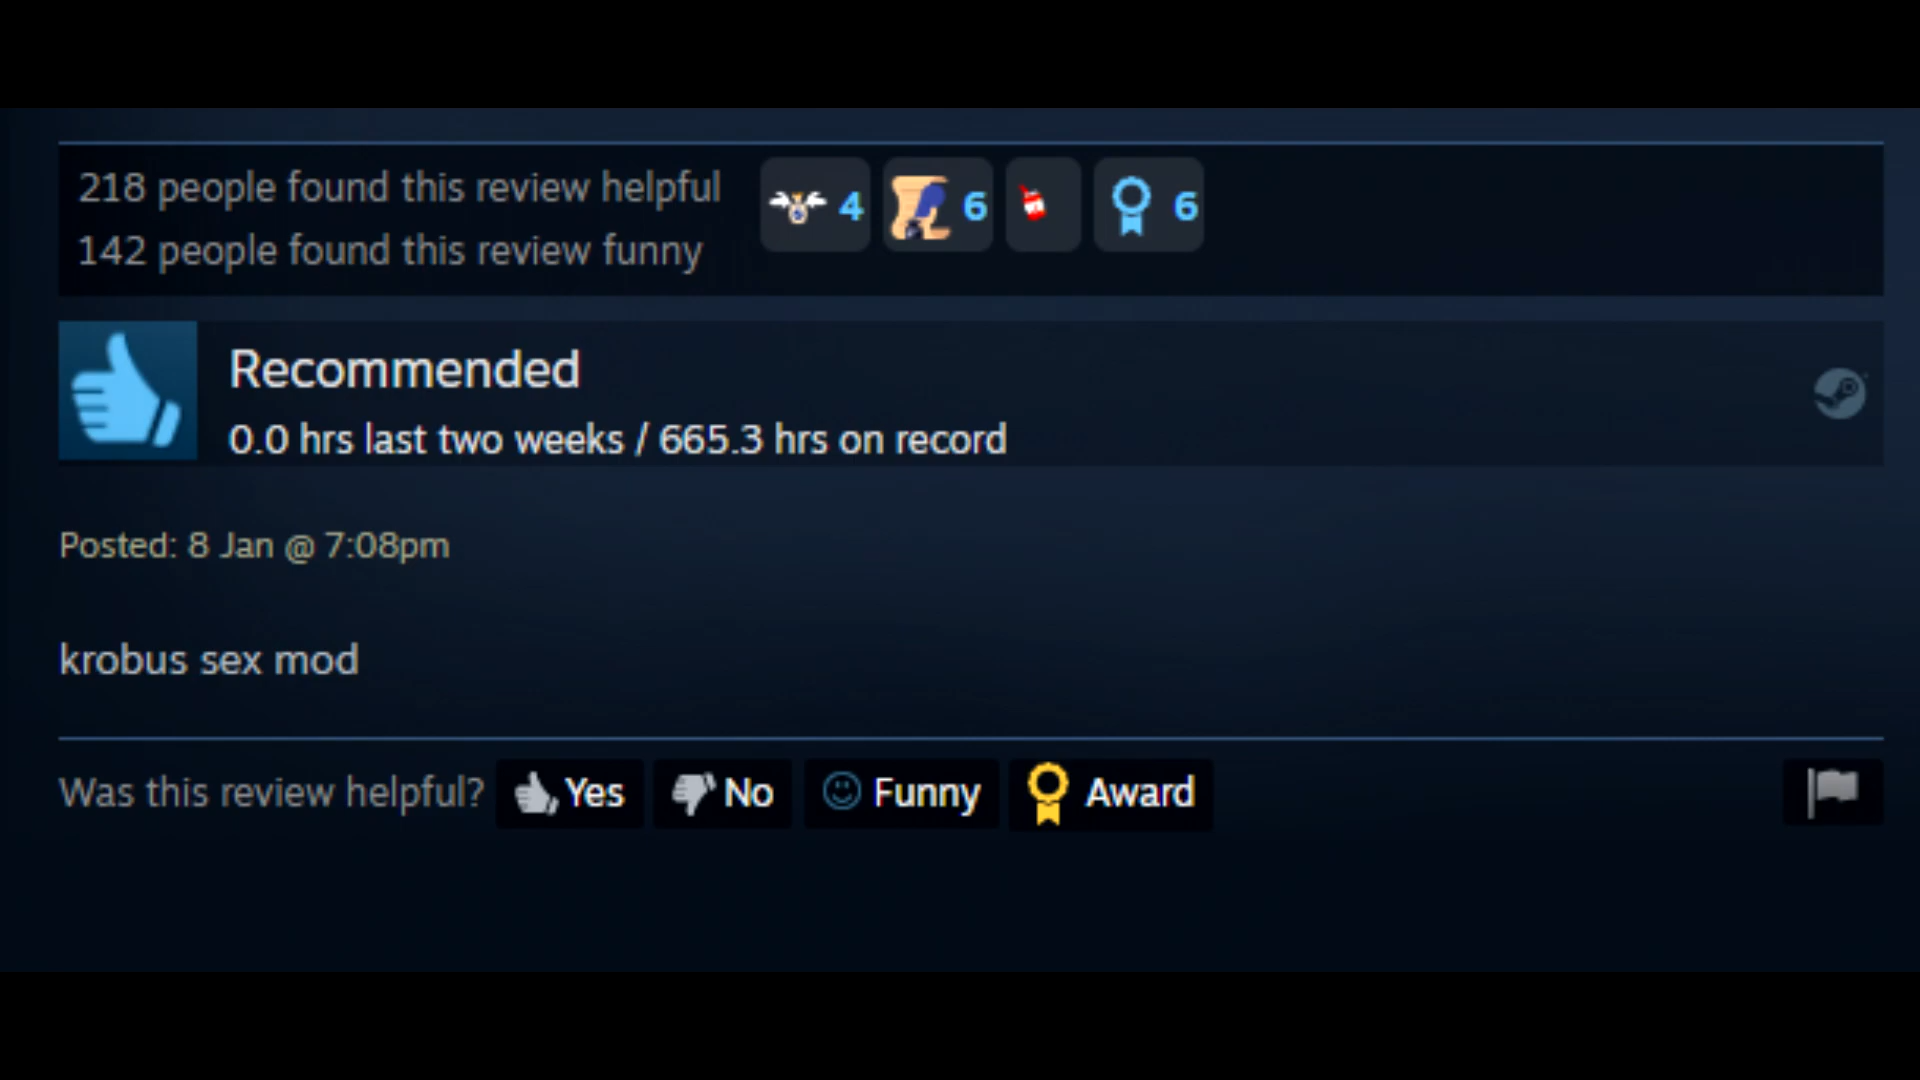 218 people found this review helpful
142 people found this review funny
4 6 6
Recommended
0.0 hrs last two weeks / 665.3 hrs on record
Posted: 8 Jan @ 7:08pm
krobus sex mod
Was this review helpful? Yes No Funny Award